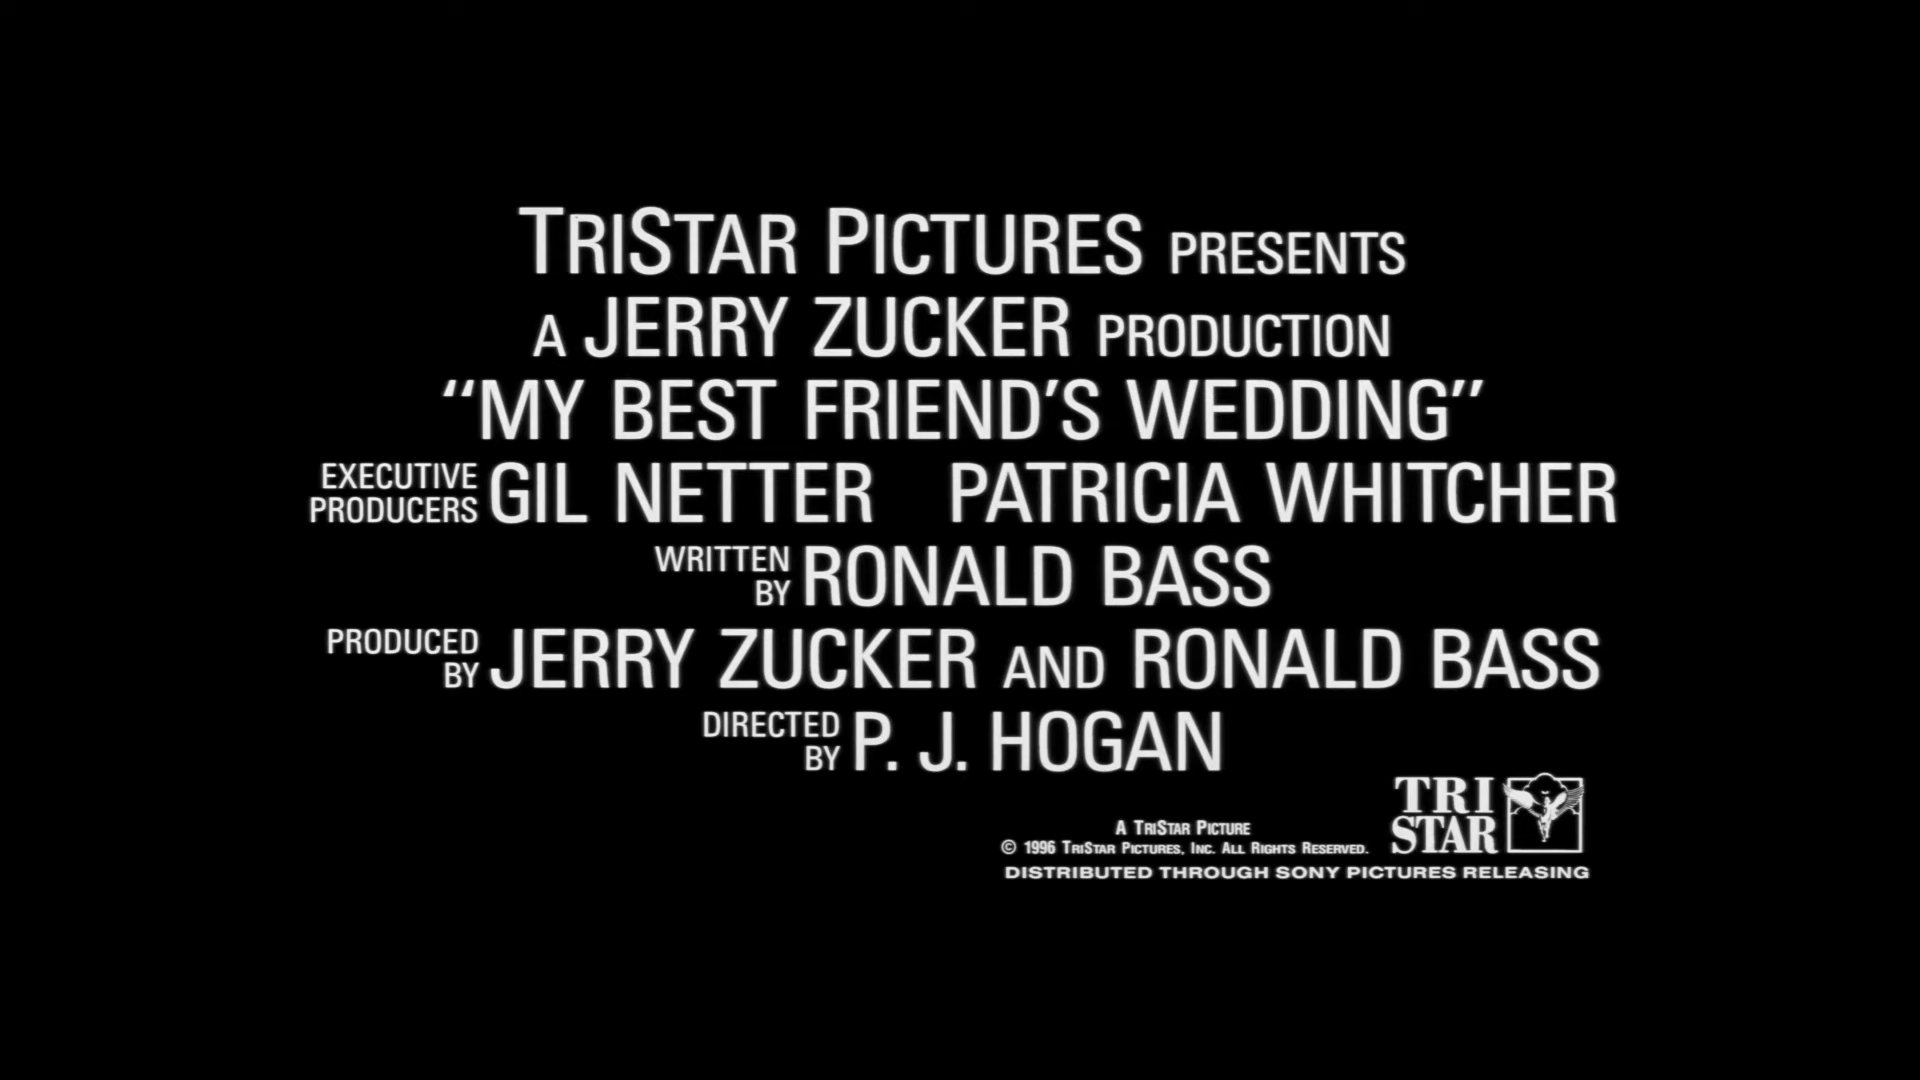 TRISTAR PICTURES PRESENTS
A JERRY ZUCKER PRODUCTION
“MY BEST FRIEND’S WEDDING”
EXECUTIVE PRODUCERS GIL NETTER PATRICIA WHITCHER
WRITTEN BY RONALD BASS
PRODUCED BY JERRY ZUCKER AND RONALD BASS
DIRECTED BY P. J. HOGAN
A TRISTAR PICTURE
© 1996 TRISTAR PICTURES, INC. ALL RIGHTS RESERVED.
TRI
STAR
DISTRIBUTED THROUGH SONY PICTURES RELEASING